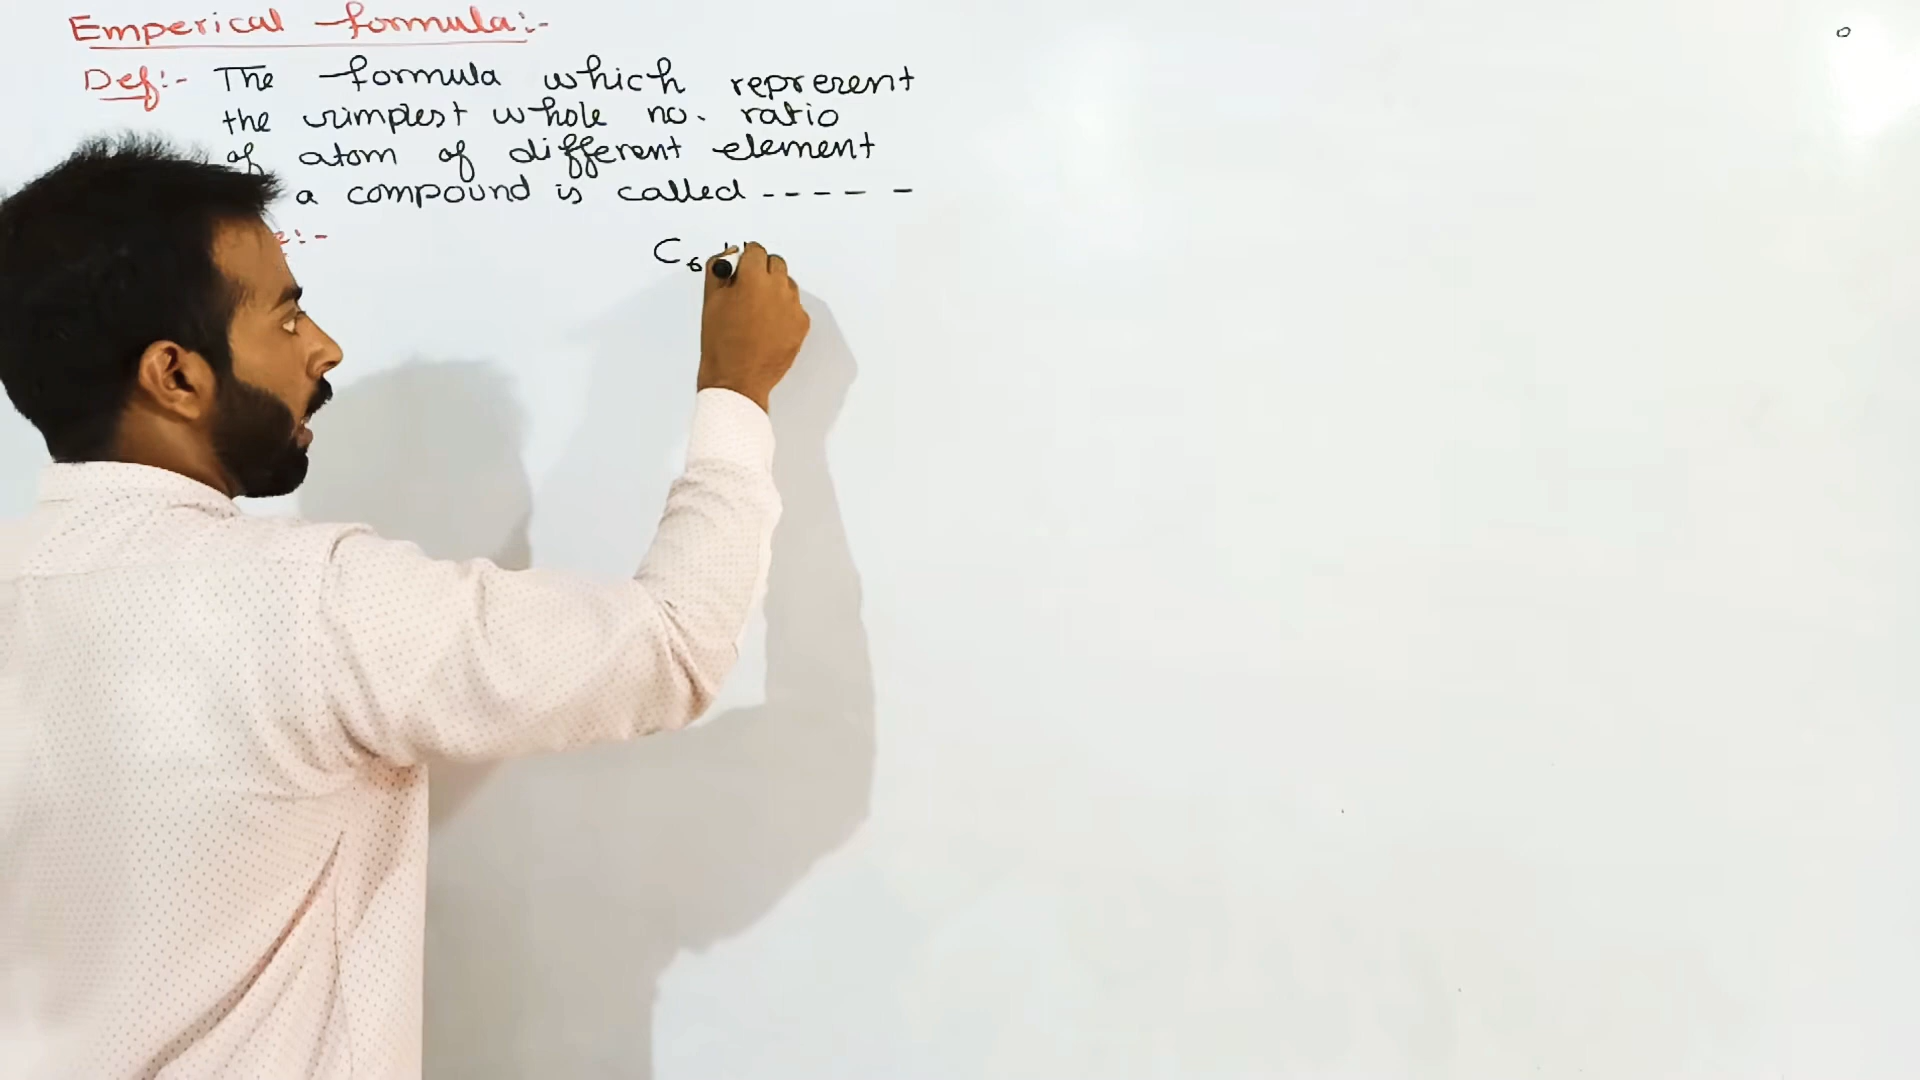 Emperical formula:-
Def:- The formula which represent
the simplest whole no. ratio
of atom of different element
a compound is called -----
e:-
C6